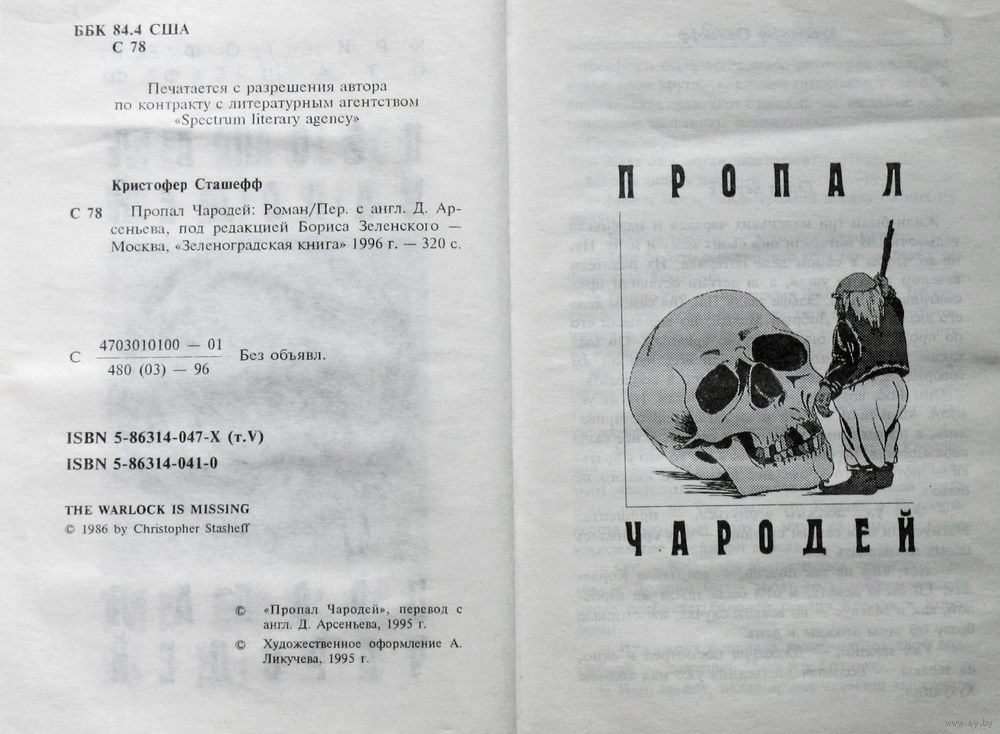 ББК 84.4 США
С 78
Печатается с разрешения автора
по контракту с литературным агентством
«Spectrum literary agency»
Кристофер Сташефф
С 78 Пропал Чародей: Роман/Пер. с англ. Д. Ар-
сеньева, под редакцией Бориса Зеленского —
Москва, «Зеленоградская книга» 1996 г. — 320 с.
С 4703010100 — 01 Без объявл.
480 (03) — 96
ISBN 5-86314-047-X (т.V)
ISBN 5-86314-041-0
THE WARLOCK IS MISSING
© 1986 by Christopher Stasheff
© «Пропал Чародей», перевод с
англ. Д. Арсеньева, 1995 г.
© Художественное оформление А.
Ликучева, 1995 г.
ПРОПАЛ
ЧАРОДЕЙ
www.ay.by